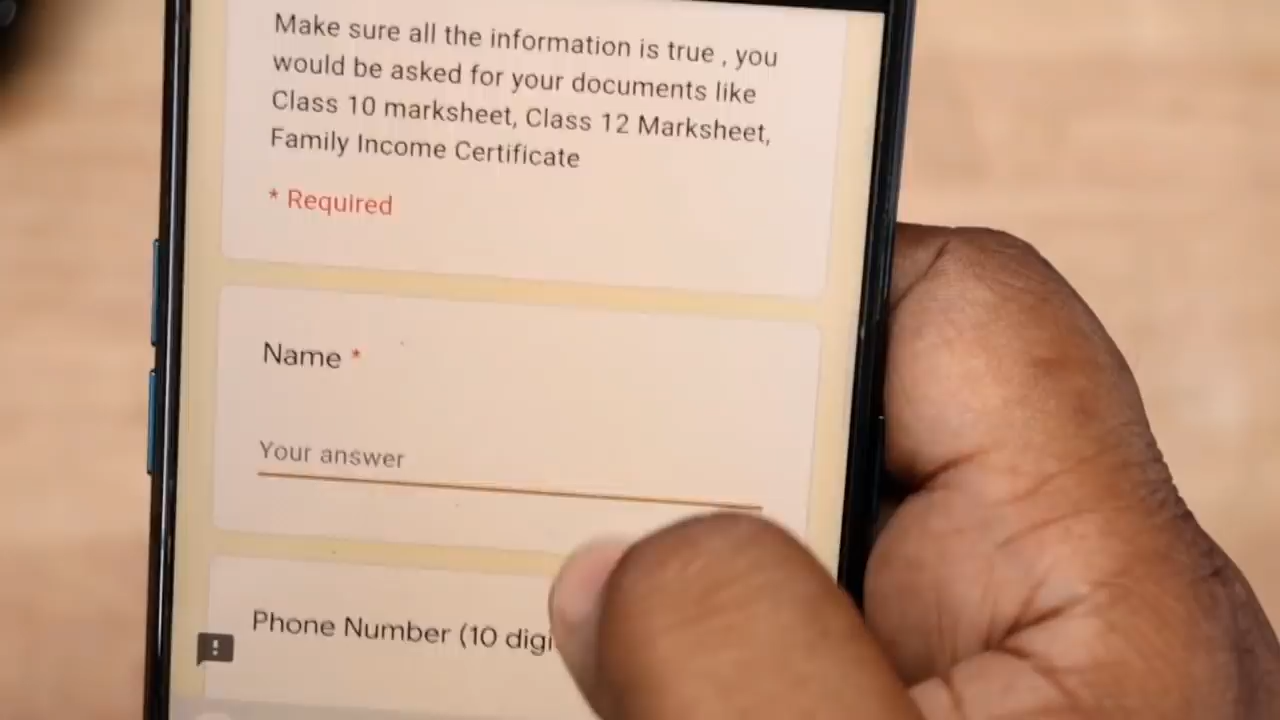 Make sure all the information is true , you
would be asked for your documents like
Class 10 marksheet, Class 12 Marksheet,
Family Income Certificate
* Required
Name *
Your answer
Phone Number (10 digi